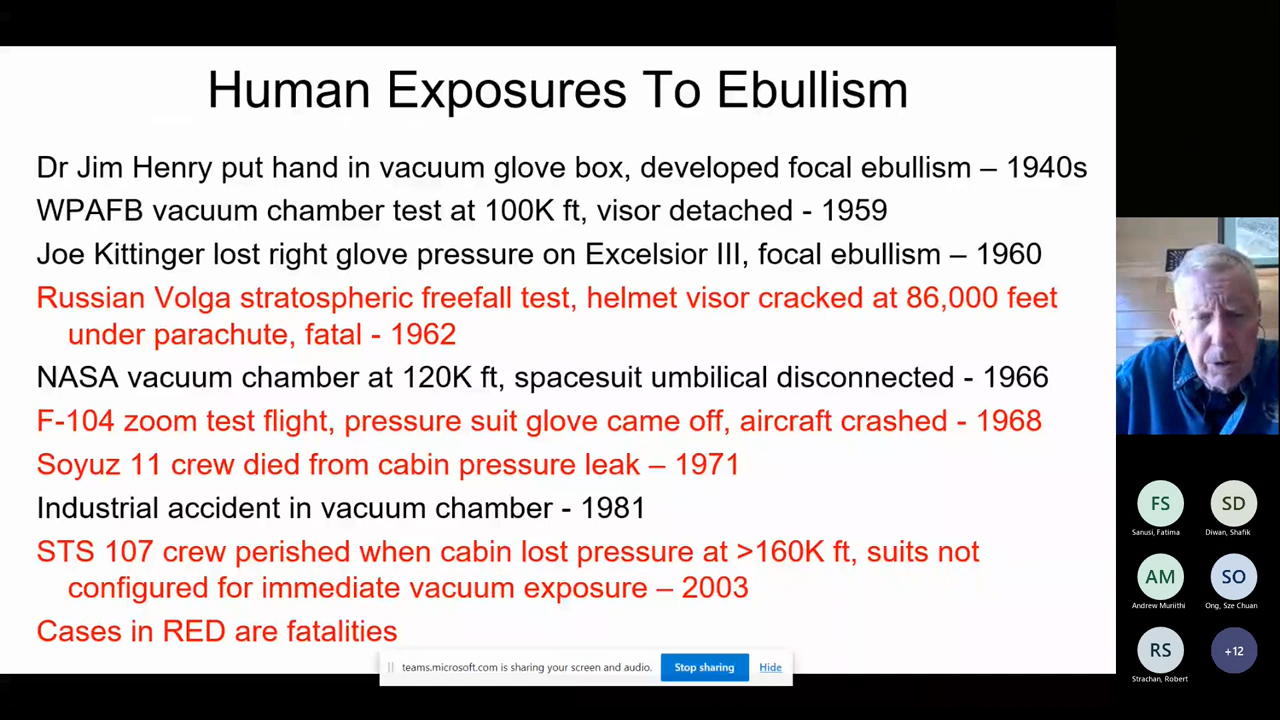 Human Exposures To Ebullism
Dr Jim Henry put hand in vacuum glove box, developed focal ebullism – 1940s
WPAFB vacuum chamber test at 100K ft, visor detached - 1959
Joe Kittinger lost right glove pressure on Excelsior III, focal ebullism – 1960
Russian Volga stratospheric freefall test, helmet visor cracked at 86,000 feet
under parachute, fatal - 1962
NASA vacuum chamber at 120K ft, spacesuit umbilical disconnected - 1966
F-104 zoom test flight, pressure suit glove came off, aircraft crashed - 1968
Soyuz 11 crew died from cabin pressure leak – 1971
Industrial accident in vacuum chamber - 1981
STS 107 crew perished when cabin lost pressure at >160K ft, suits not
configured for immediate vacuum exposure – 2003
Cases in RED are fatalities
teams.microsoft.com is sharing your screen and audio. Stop sharing Hide
FS SD
Sanusi, Fatima Diwan, Shafik
AM SO
Andrew Muriithi Ong, Sze Chuan
RS +12
Strachan, Robert